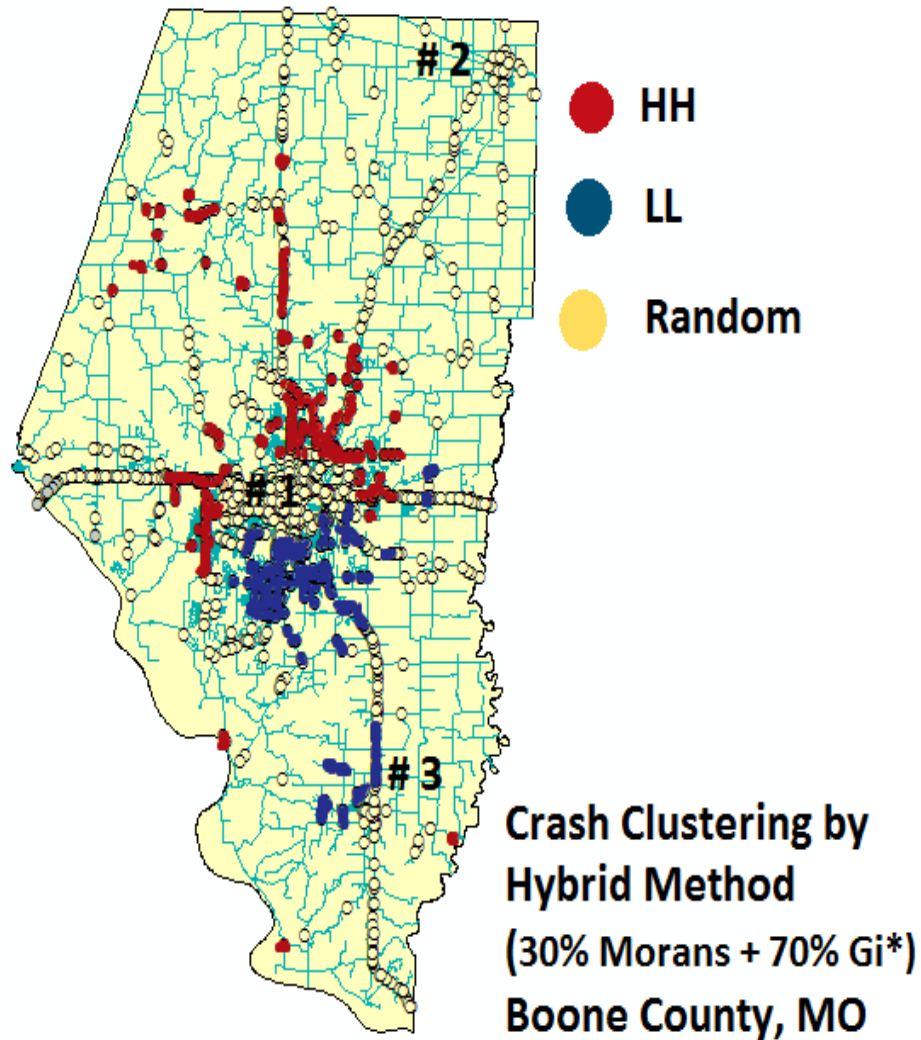 # 2
HH
LL
Random
# 1
# 3
Crash Clustering by
Hybrid Method
(30% Morans + 70% Gi*)
Boone County, MO